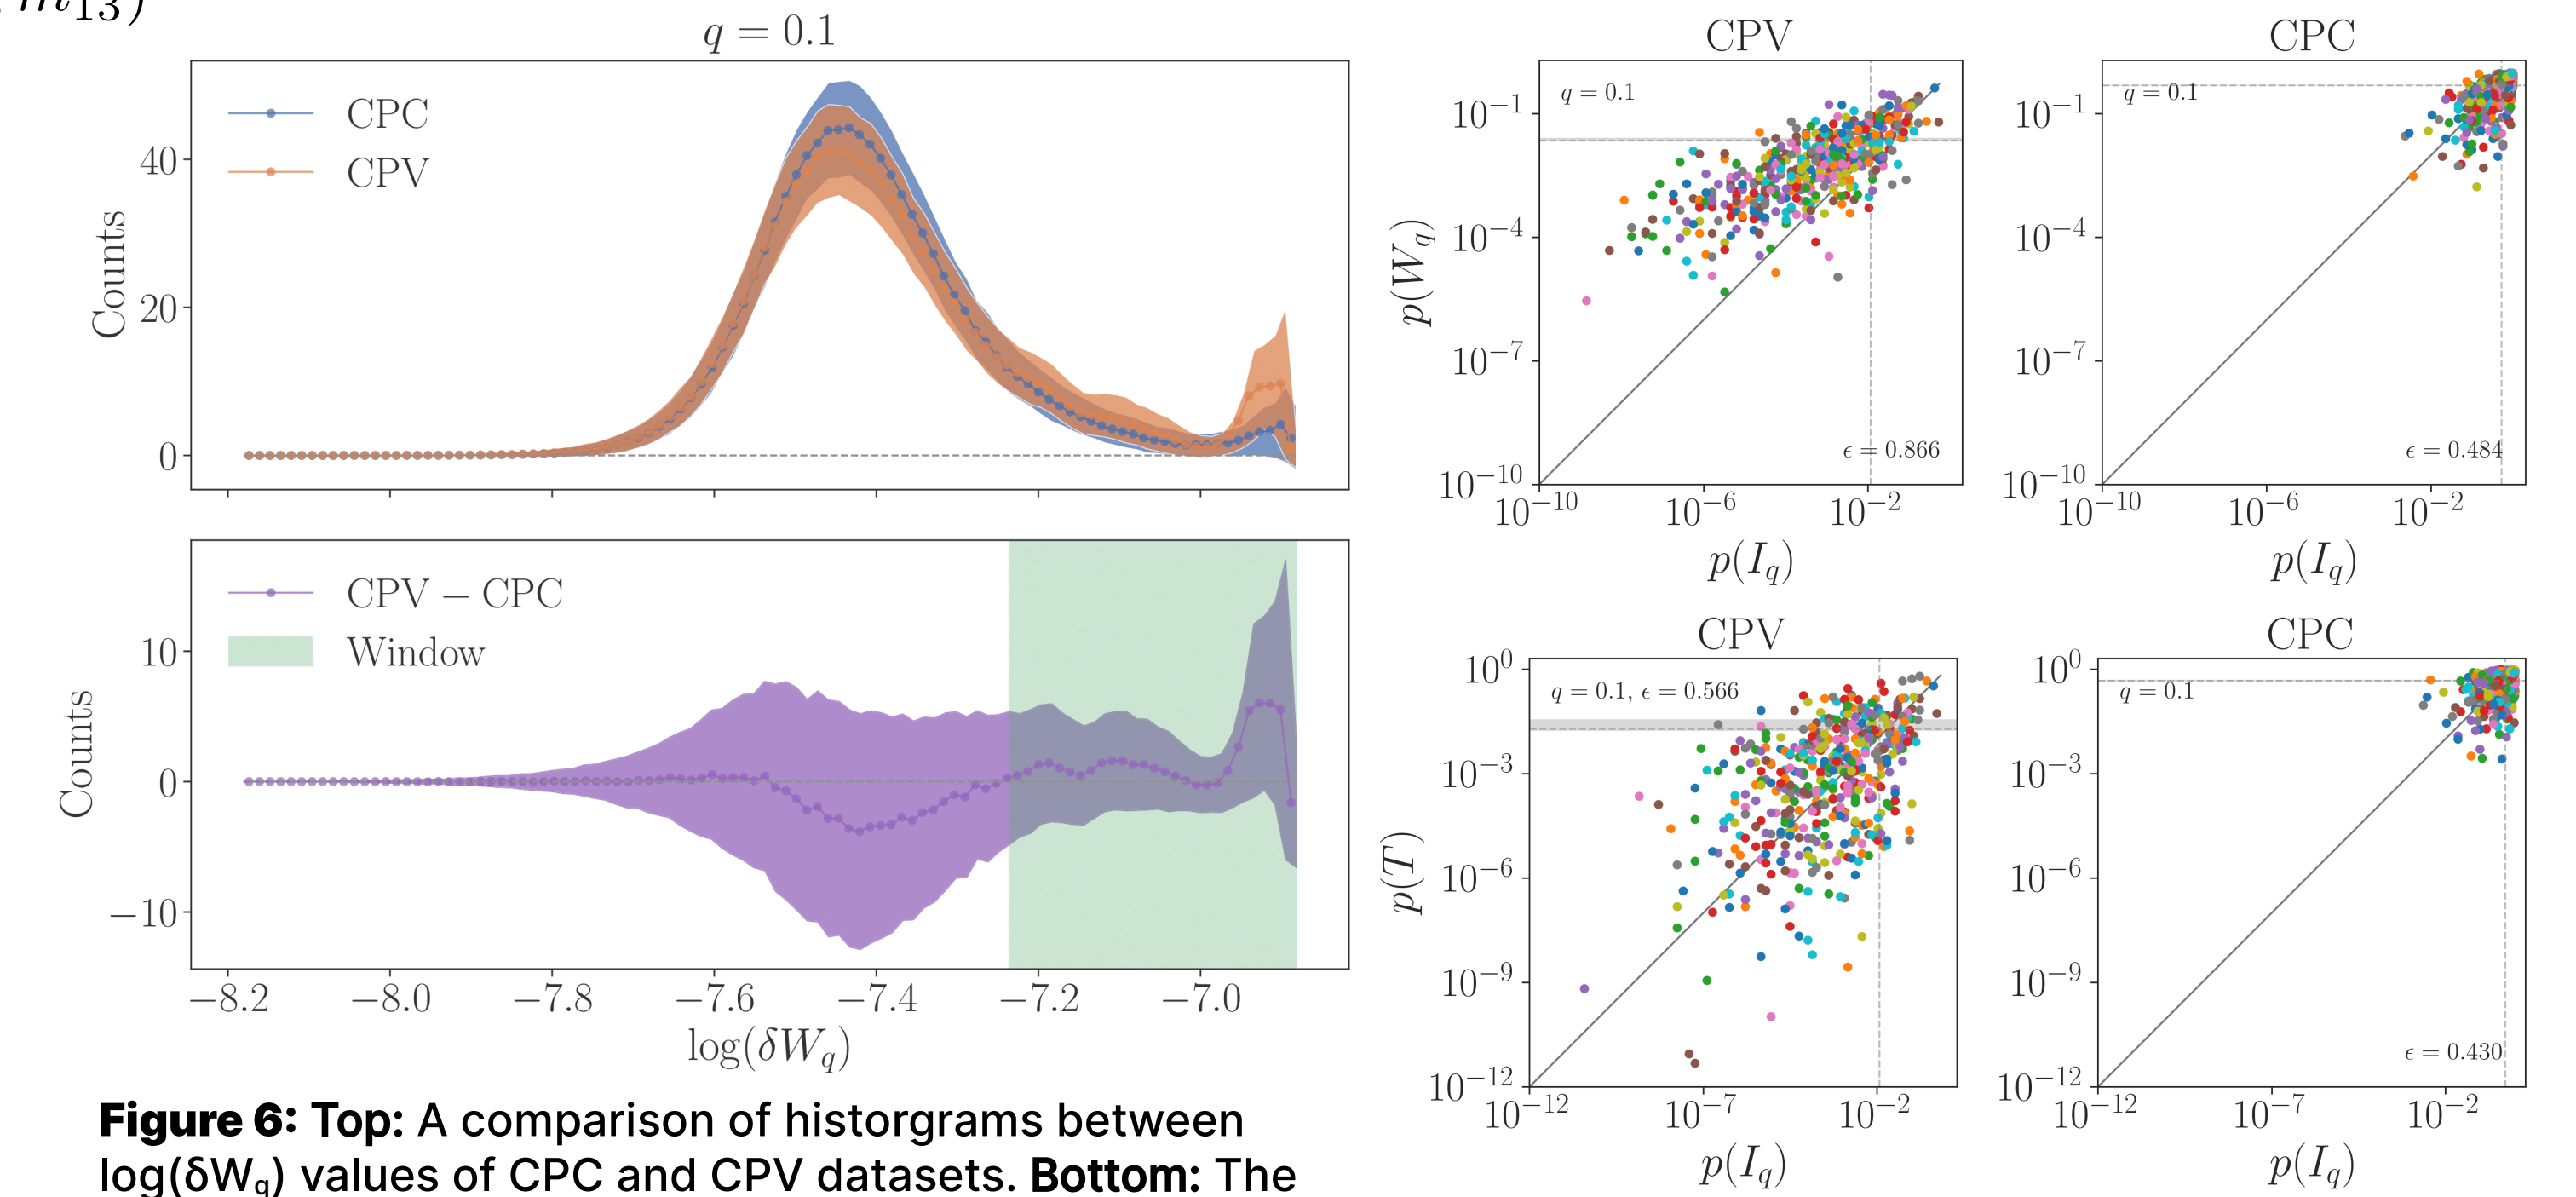 m₁₃)
q = 0.1
CPC
CPV
Counts
40
20
0
CPV − CPC
Window
Counts
10
0
−10
−8.2 −8.0 −7.8 −7.6 −7.4 −7.2 −7.0
log(δW_q)
Figure 6: Top: A comparison of historgrams between
log(δW_q) values of CPC and CPV datasets. Bottom: The
CPV
q = 0.1
p(W_q)
10⁻¹
10⁻⁴
10⁻⁷
10⁻¹⁰
ϵ = 0.866
10⁻¹⁰ 10⁻⁶ 10⁻²
p(I_q)
CPC
q = 0.1
10⁻¹
10⁻⁴
10⁻⁷
10⁻¹⁰
ϵ = 0.484
10⁻¹⁰ 10⁻⁶ 10⁻²
p(I_q)
CPV
q = 0.1, ϵ = 0.566
p(T)
10⁰
10⁻³
10⁻⁶
10⁻⁹
10⁻¹²
10⁻¹² 10⁻⁷ 10⁻²
p(I_q)
CPC
q = 0.1
10⁰
10⁻³
10⁻⁶
10⁻⁹
10⁻¹²
ϵ = 0.430
10⁻¹² 10⁻⁷ 10⁻²
p(I_q)